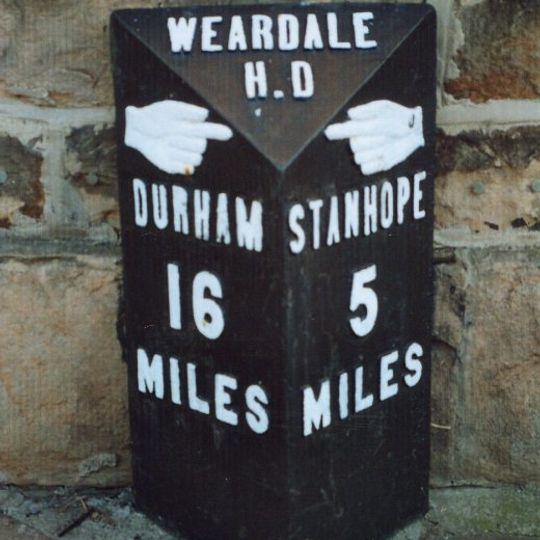 WEARDALE
H.D
DURHAM
16
MILES
STANHOPE
5
MILES